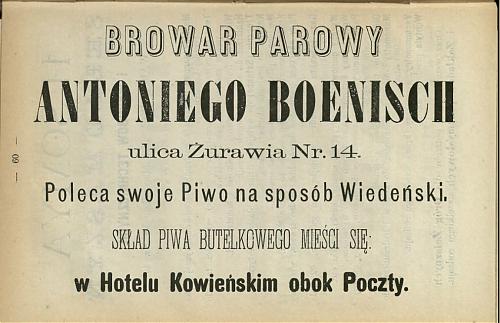 BROWAR PAROWY
ANTONIEGO BOENISCH
ulica Żurawia Nr. 14.
Poleca swoje Piwo na sposób Wiedeński.
SKŁAD PIWA BUTELKOWEGO MIEŚCI SIĘ:
w Hotelu Kowieńskim obok Poczty.
— 60 —